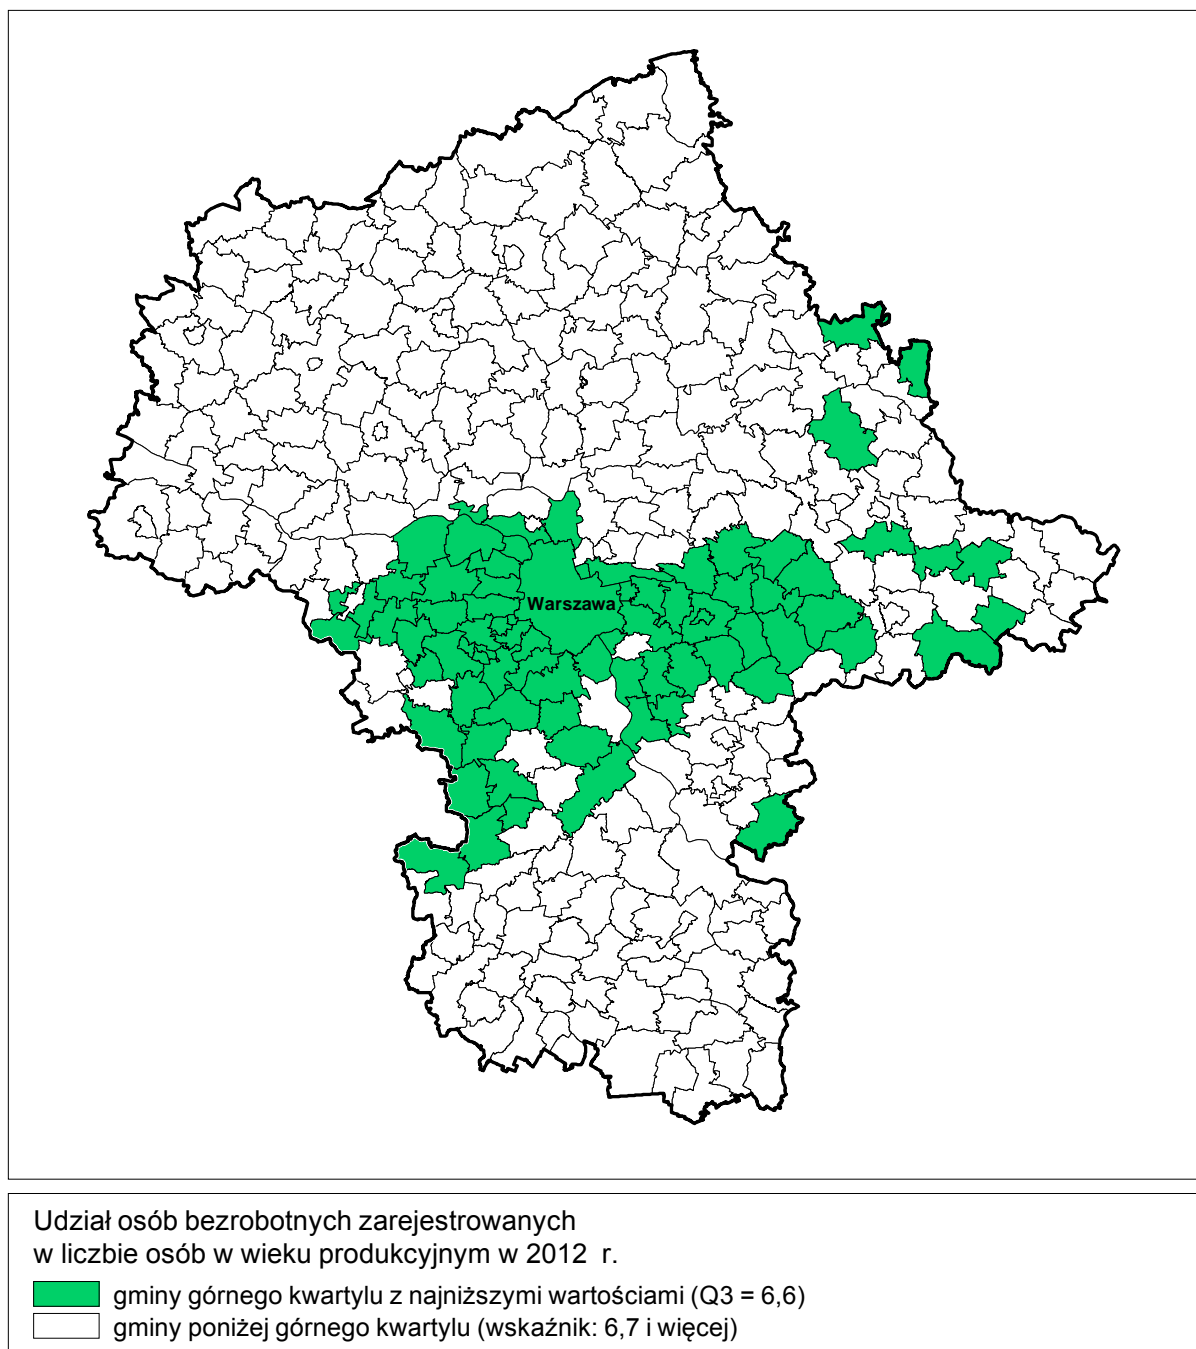 Warszawa
Udział osób bezrobotnych zarejestrowanych
w liczbie osób w wieku produkcyjnym w 2012 r.
gminy górnego kwartylu z najniższymi wartościami (Q3 = 6,6)
gminy poniżej górnego kwartylu (wskaźnik: 6,7 i więcej)